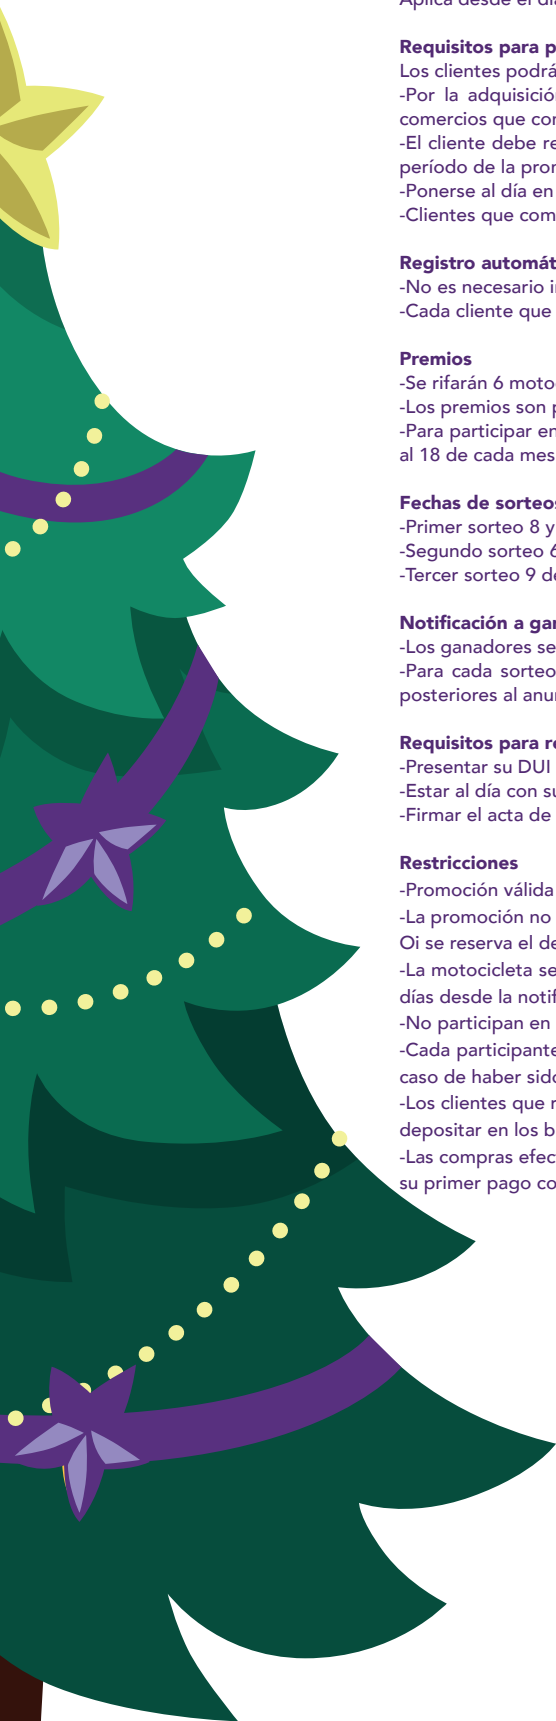 Aplica desde el día
Requisitos para p
Los clientes podrá
-Por la adquisició
comercios que con
-El cliente debe re
período de la pron
-Ponerse al día en
-Clientes que com
Registro automát
-No es necesario i
-Cada cliente que
Premios
-Se rifarán 6 moto
-Los premios son p
-Para participar en
al 18 de cada mes
Fechas de sorteos
-Primer sorteo 8 y
-Segundo sorteo 6
-Tercer sorteo 9 de
Notificación a gan
-Los ganadores se
-Para cada sorteo
posteriores al anun
Requisitos para re
-Presentar su DUI
-Estar al día con su
-Firmar el acta de
Restricciones
-Promoción válida
-La promoción no
Oi se reserva el de
-La motocicleta se
días desde la notif
-No participan en
-Cada participante
caso de haber sido
-Los clientes que r
depositar en los b
-Las compras efec
su primer pago co